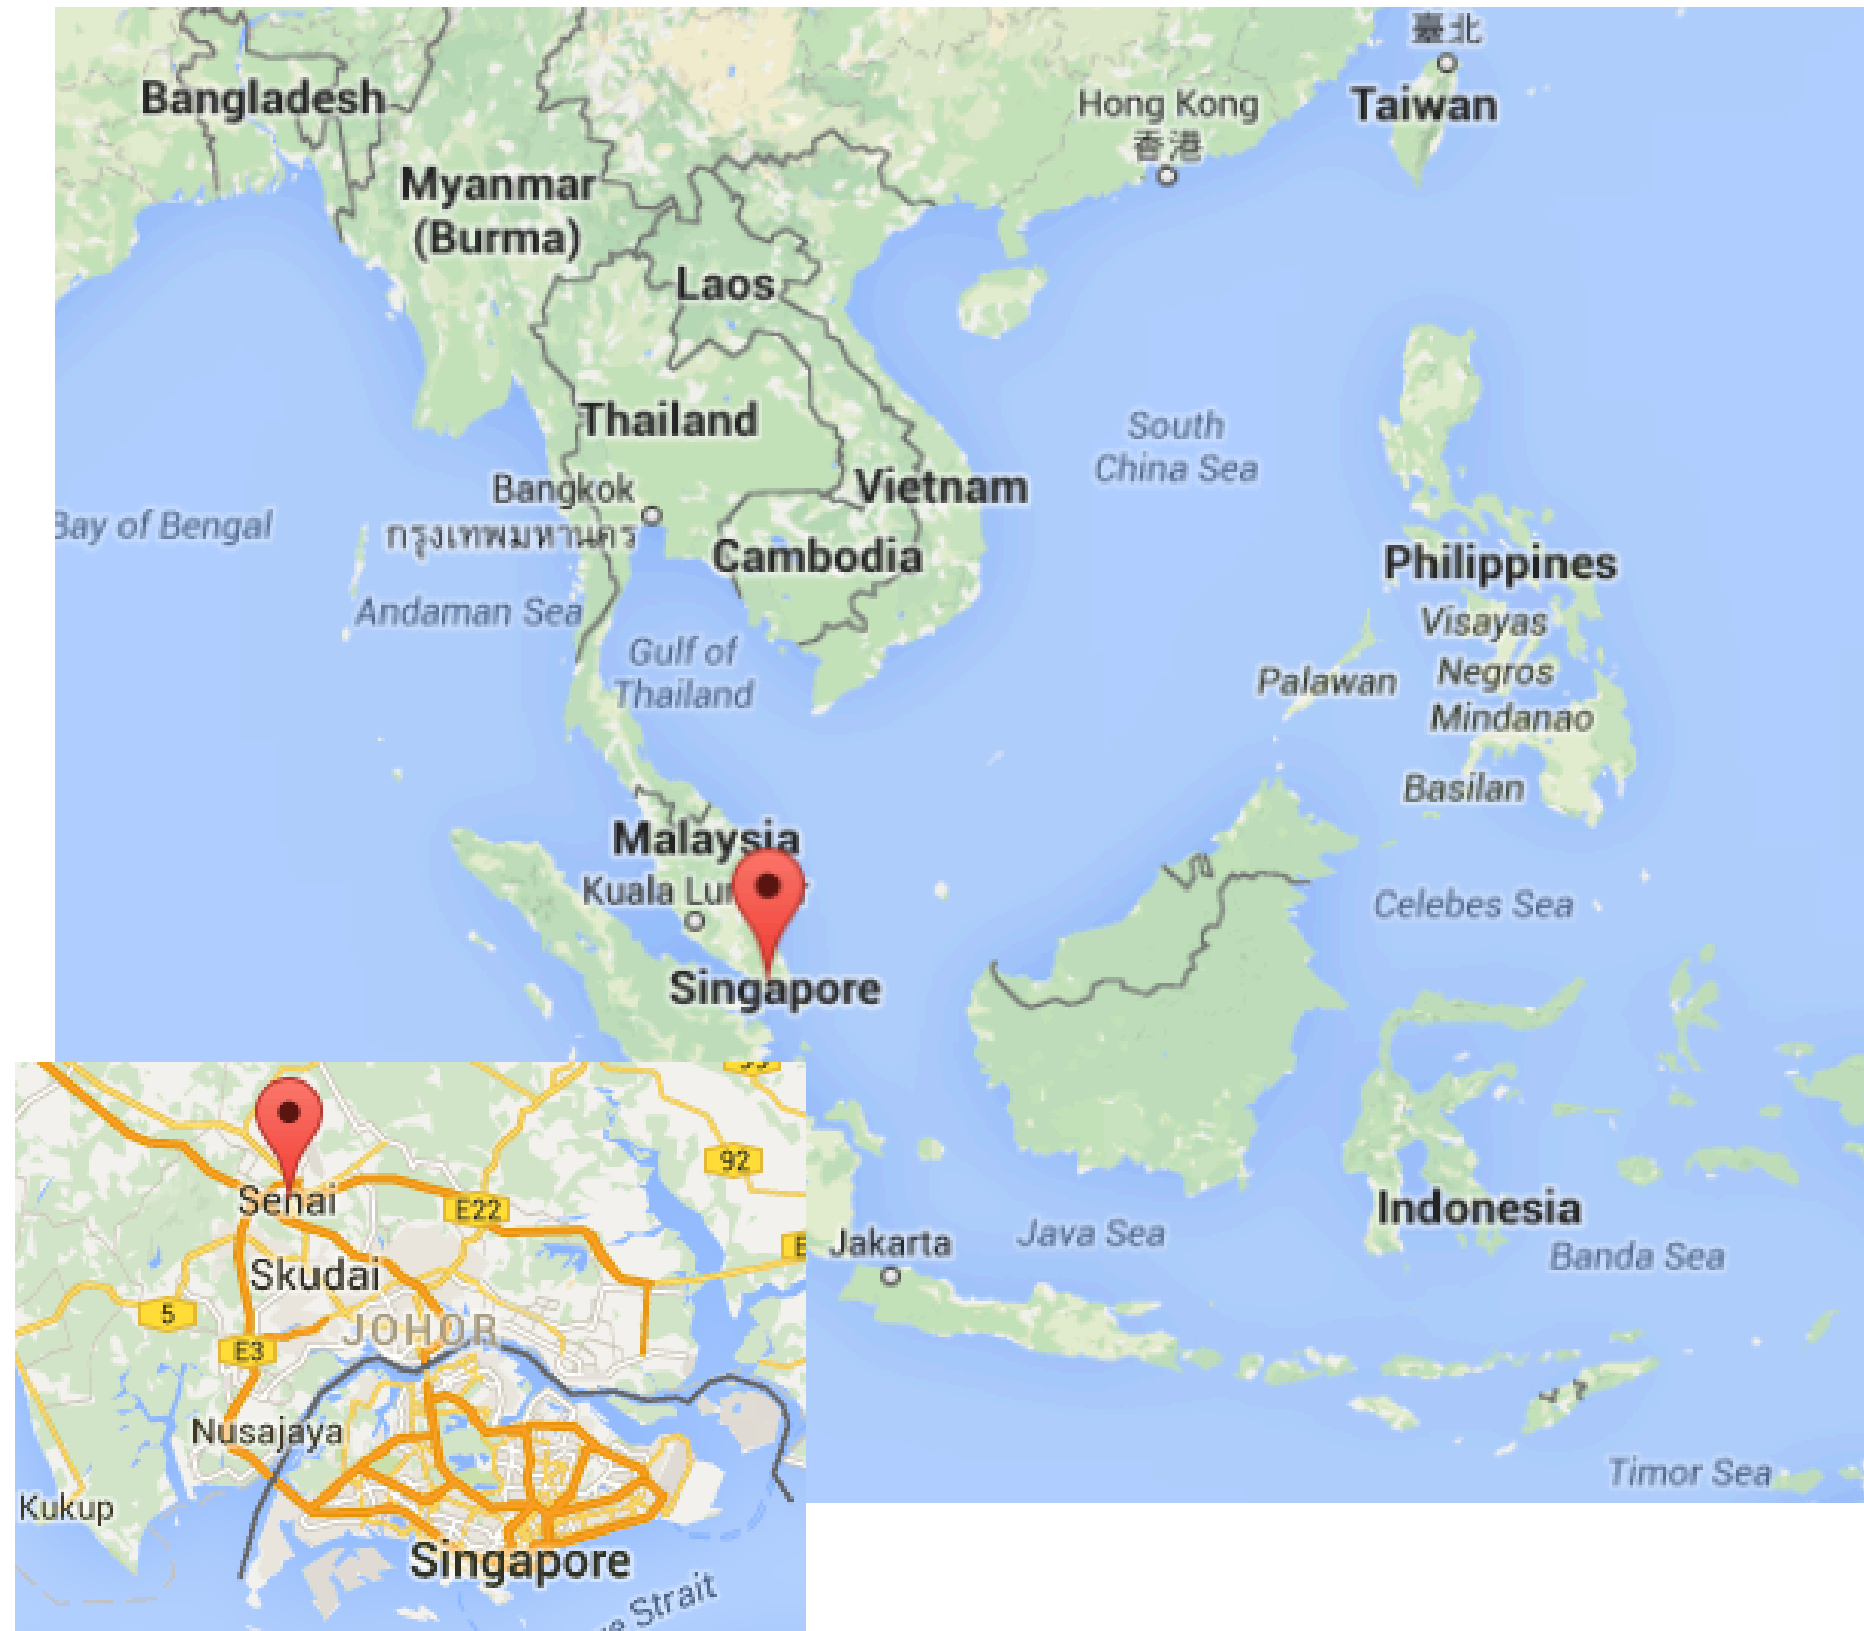 臺北
Bangladesh
Hong Kong
香港
Taiwan
Myanmar
(Burma)
Laos
Thailand
South
China Sea
Bangkok
กรุงเทพมหานคร
Vietnam
Bay of Bengal
Cambodia
Philippines
Andaman Sea
Visayas
Gulf of
Thailand
Palawan
Negros
Mindanao
Basilan
Malaysia
Kuala
Celebes Sea
Singapore
92
Senai
E22
Skudai
5
JOHOR
E3
Nusajaya
Kukup
Singapore
Strait
Indonesia
Jakarta
Java Sea
Banda Sea
Timor Sea